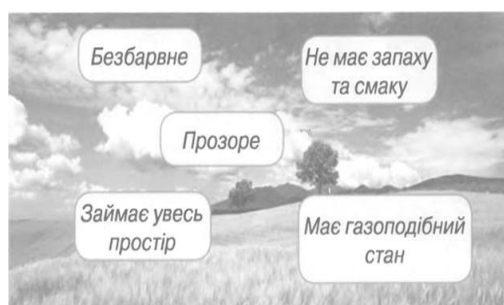 Безбарвне
Не має запаху
та смаку
Прозоре
Займає увесь
простір
Має газоподібний
стан